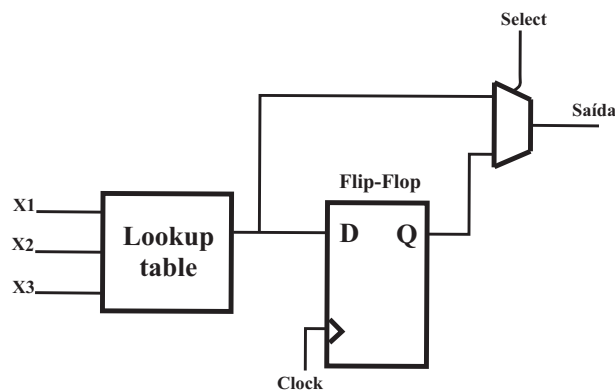 Select
Saída
Flip-Flop
X1
X2
X3
Lookup
table
D
Q
Clock